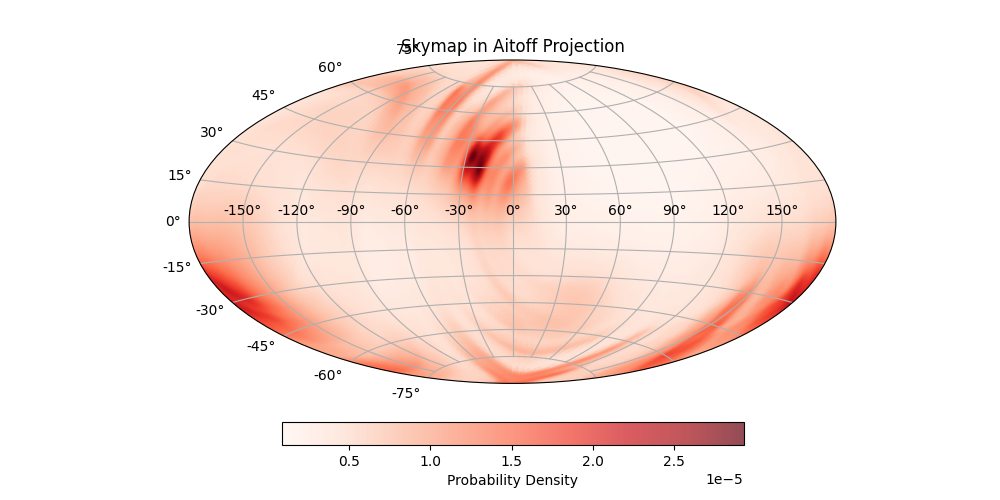 Skymap in Aitoff Projection
75°
60°
45°
30°
15°
-150° -120° -90° -60° -30° 0° 30° 60° 90° 120° 150°
0°
-15°
-30°
-45°
-60°
-75°
0.5 1.0 1.5 2.0 2.5
1e−5
Probability Density